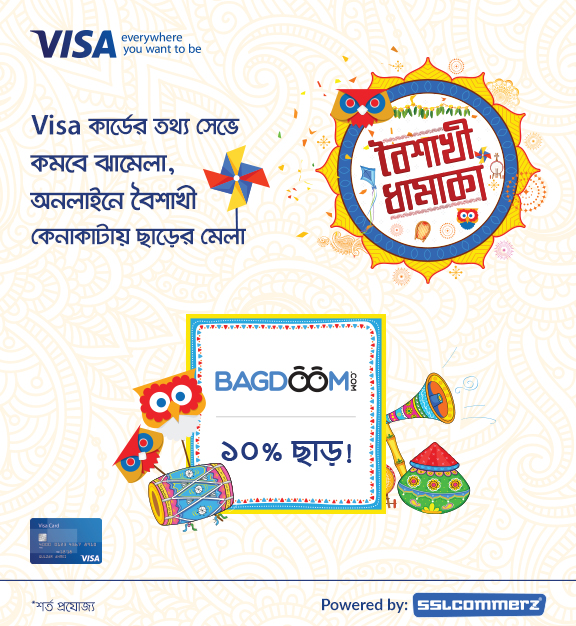 VISA everywhere
you want to be
Visa কার্ডের তথ্য সেভে
কমবে ঝামেলা,
অনলাইনে বৈশাখী
কেনাকাটায় ছাড়ের মেলা
বৈশাখী
ধামাকা
BAGDOOM.COM
১০% ছাড়!
Visa Card
VISA
*শর্ত প্রযোজ্য
Powered by: SSLCOMMERZ